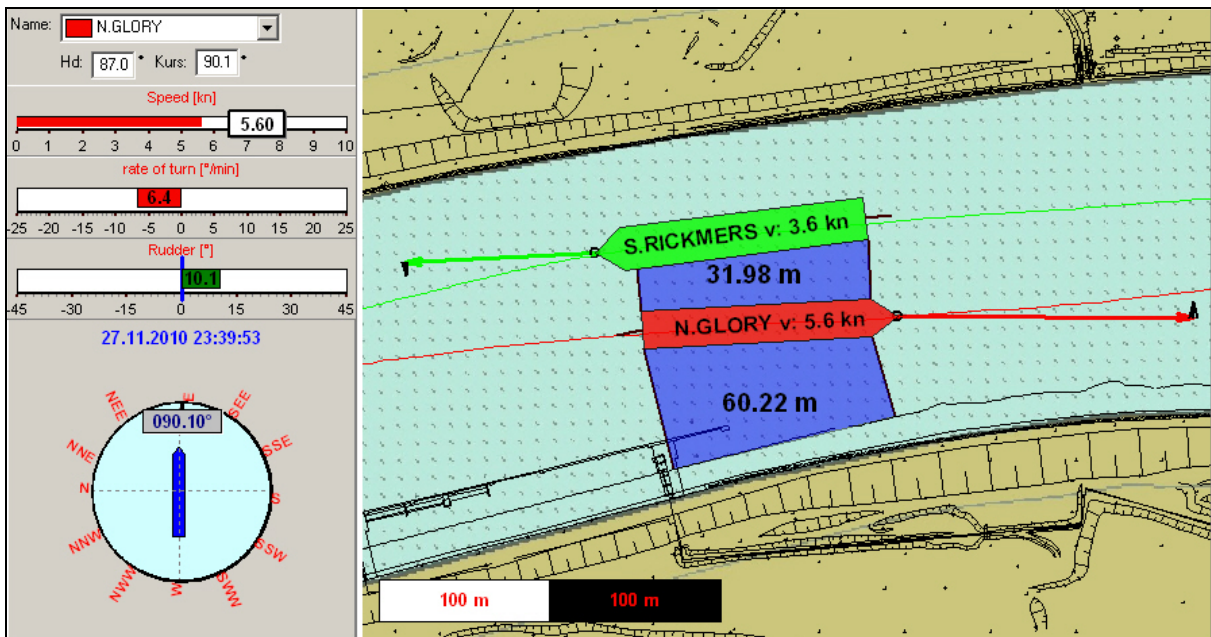 Name: N.GLORY
Hd: 87.0 ° Kurs: 90.1 °
Speed [kn]
5.60
0 1 2 3 4 5 6 7 8 9 10
rate of turn [°/min]
6.4
-25 -20 -15 -10 -5 0 5 10 15 20 25
Rudder [°]
10.1
-45 -30 -15 0 15 30 45
27.11.2010 23:39:53
E
NEE SEE
090.10°
NNE SSE
N S
NNW SSW
NWW SWW
W
S.RICKMERS v: 3.6 kn
31.98 m
N.GLORY v: 5.6 kn
60.22 m
100 m 100 m